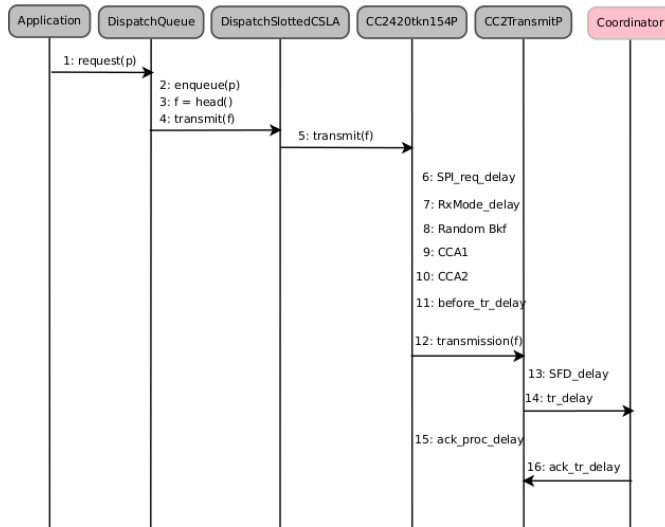 Application
DispatchQueue
DispatchSlottedCSLA
CC2420tkn154P
CC2TransmitP
Coordinator
1: request(p)
2: enqueue(p)
3: f = head()
4: transmit(f)
5: transmit(f)
6: SPI_req_delay
7: RxMode_delay
8: Random Bkf
9: CCA1
10: CCA2
11: before_tr_delay
12: transmission(f)
13: SFD_delay
14: tr_delay
15: ack_proc_delay
16: ack_tr_delay